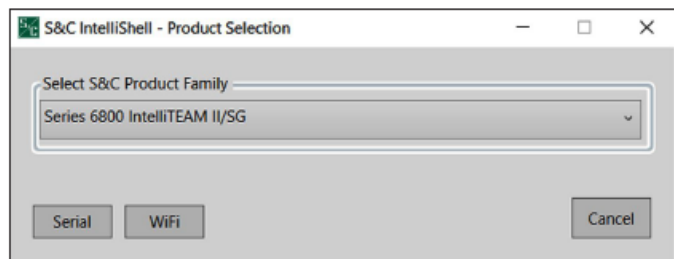 S&C IntelliShell - Product Selection
Select S&C Product Family
Series 6800 IntelliTEAM II/SG
Serial WiFi Cancel